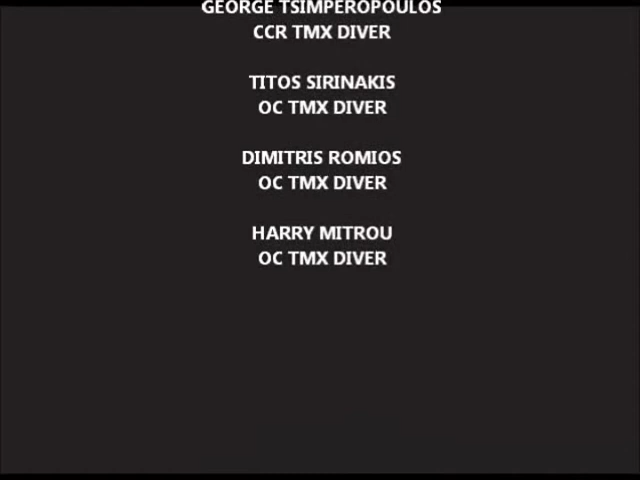 GEORGE TSIMPEROPOULOS
CCR TMX DIVER
TITOS SIRINAKIS
OC TMX DIVER
DIMITRIS ROMIOS
OC TMX DIVER
HARRY MITROU
OC TMX DIVER